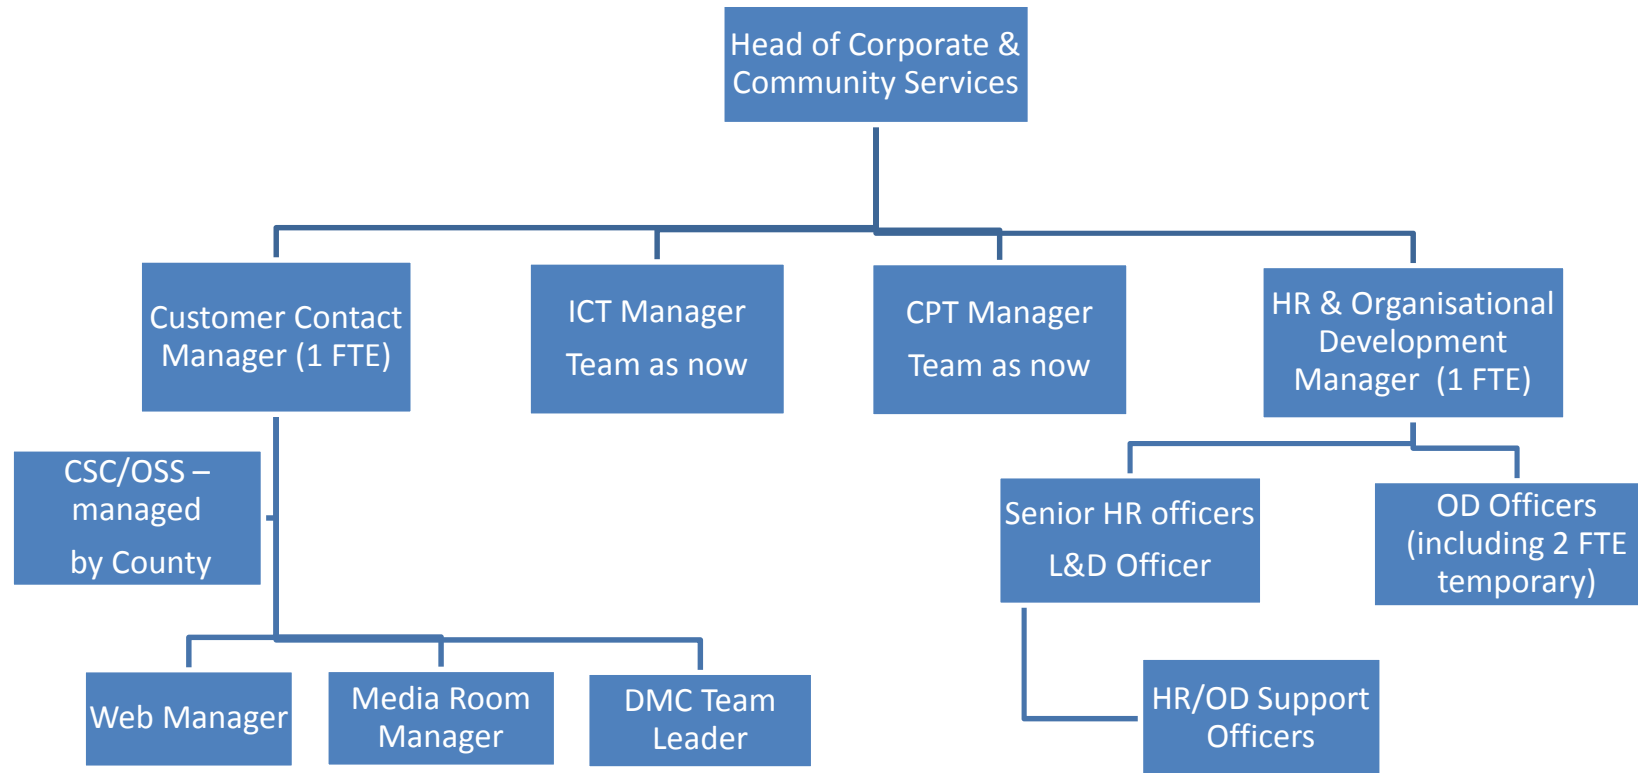 Head of Corporate &
Community Services
Customer Contact
Manager (1 FTE)
ICT Manager
Team as now
CPT Manager
Team as now
HR & Organisational
Development
Manager  (1 FTE)
CSC/OSS –
managed
by County
Senior HR officers
L&D Officer
OD Officers
(including 2 FTE
temporary)
Web Manager
Media Room
Manager
DMC Team
Leader
HR/OD Support
Officers